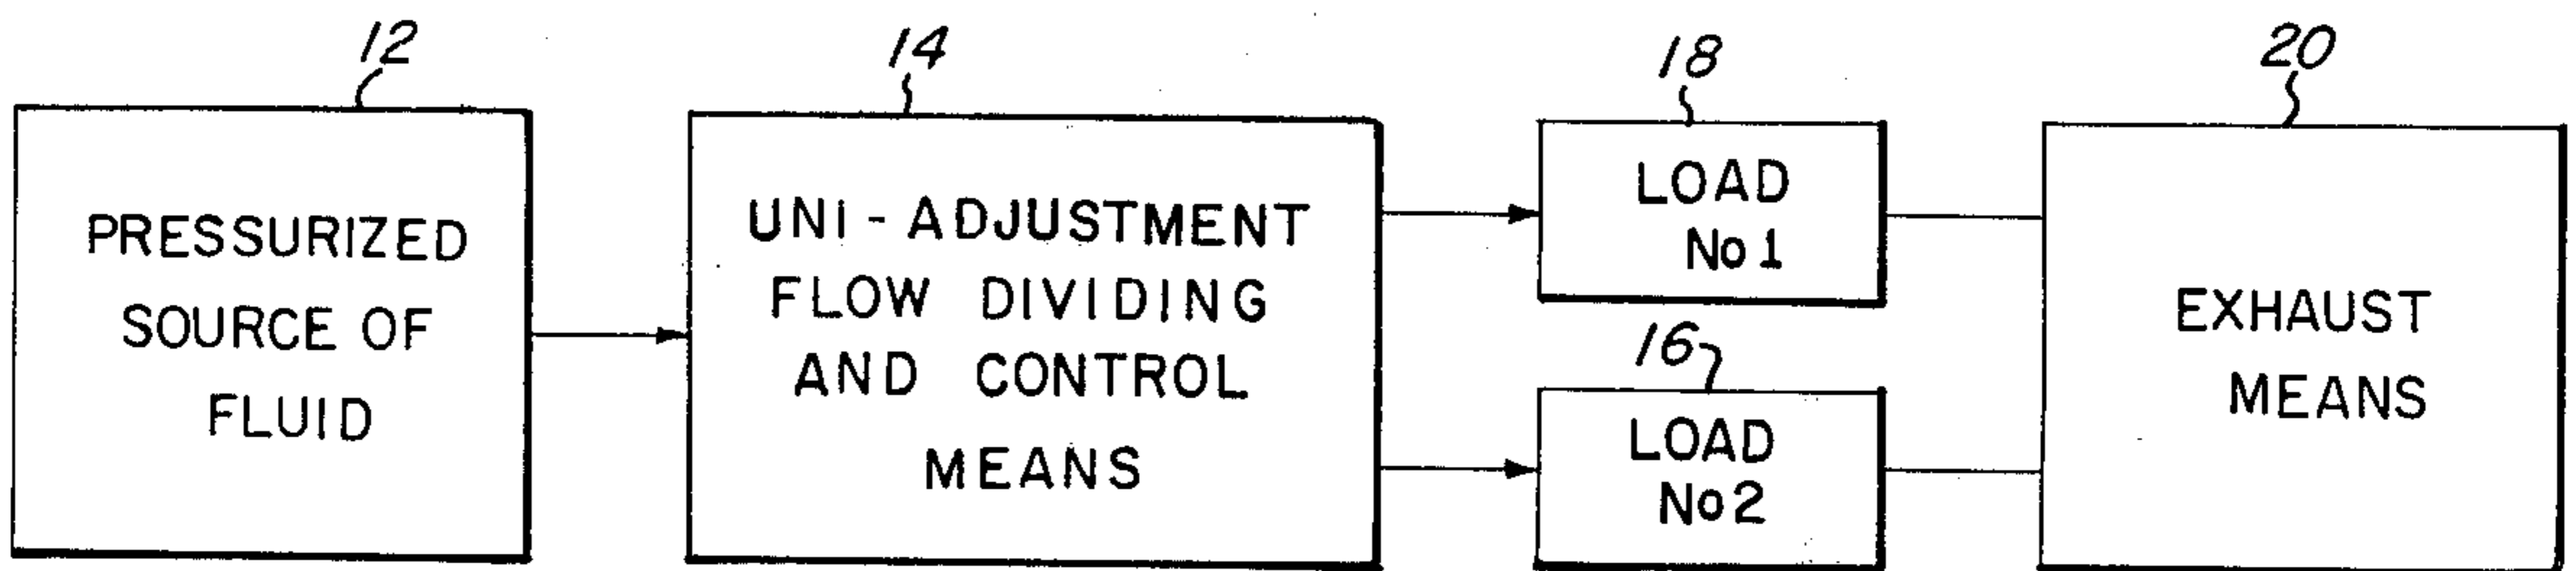 12
PRESSURIZED
SOURCE OF
FLUID
14
UNI-ADJUSTMENT
FLOW DIVIDING
AND CONTROL
MEANS
18
LOAD
No 1
16
LOAD
No 2
20
EXHAUST
MEANS